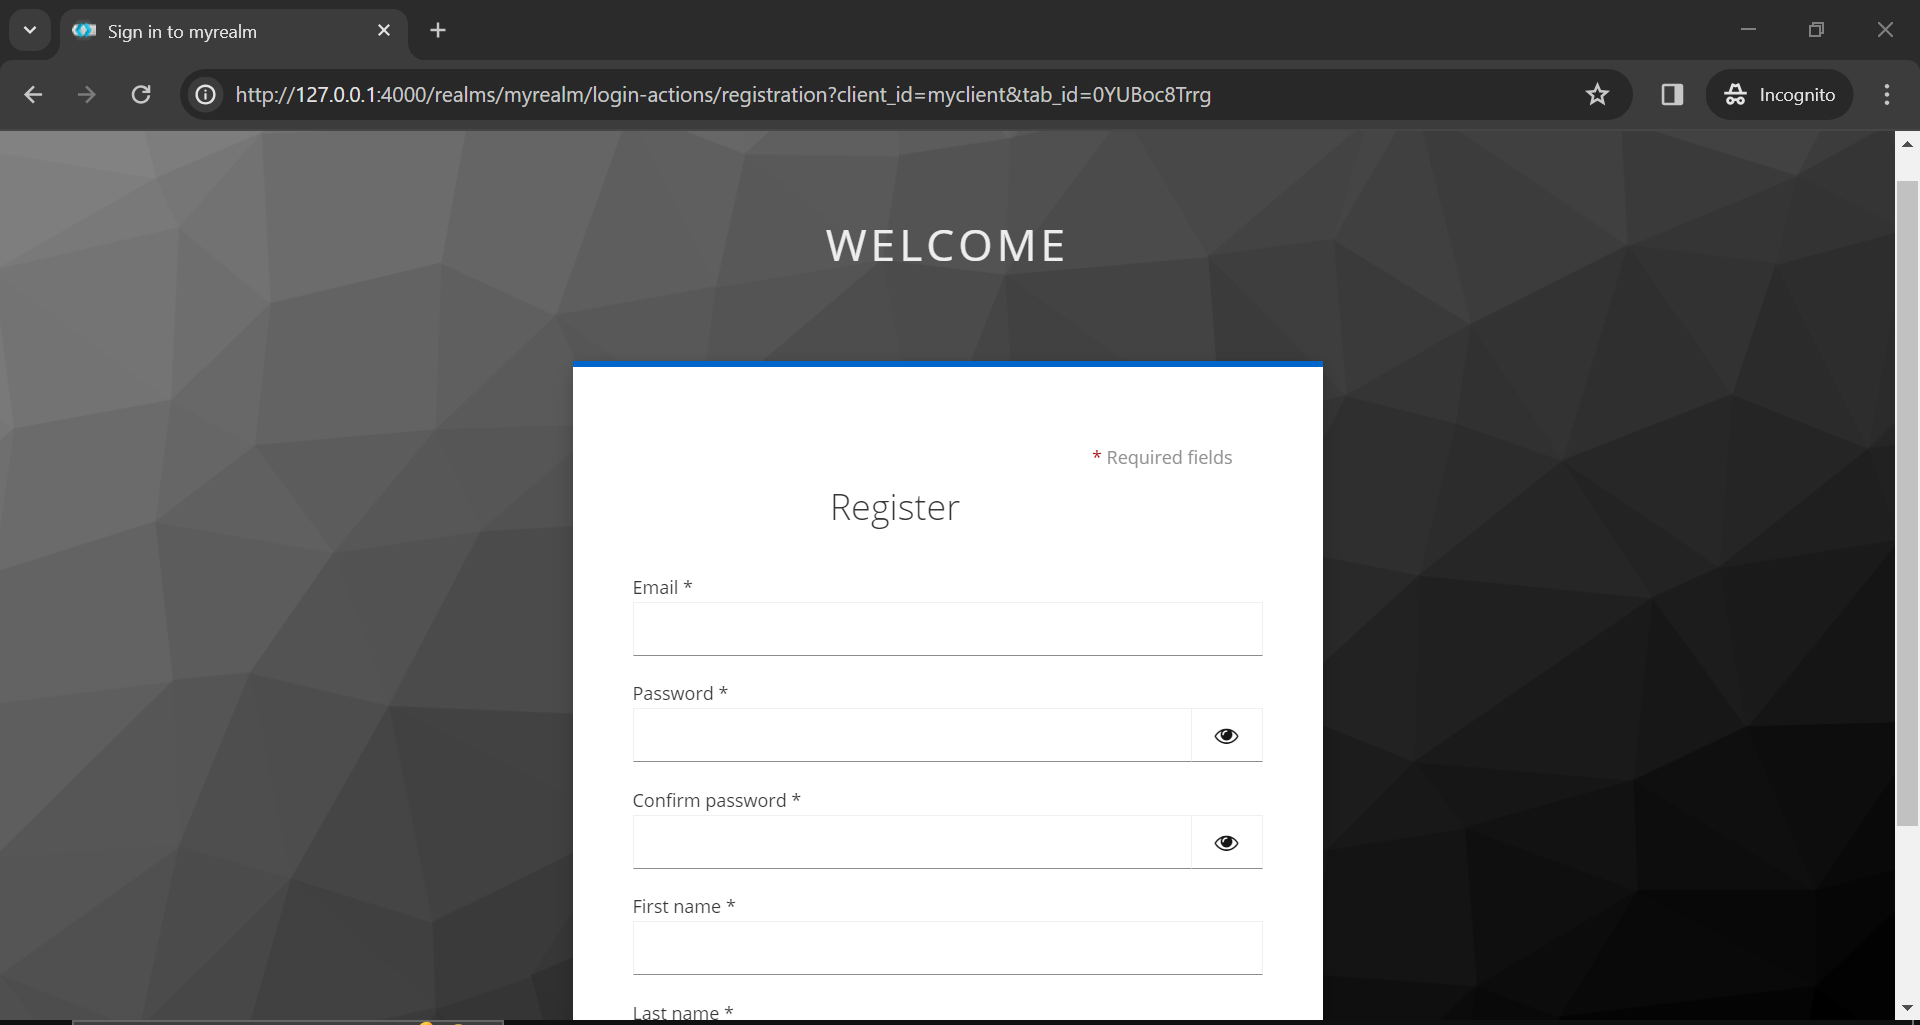 Sign in to myrealm
http://127.0.0.1:4000/realms/myrealm/login-actions/registration?client_id=myclient&tab_id=0YUBoc8Trrg
Incognito
WELCOME
* Required fields
Register
Email *
Password *
Confirm password *
First name *
Last name *